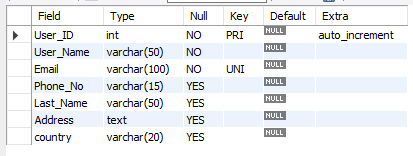 Field Type Null Key Default Extra
User_ID int NO PRI NULL auto_increment
User_Name varchar(50) NO NULL
Email varchar(100) NO UNI NULL
Phone_No varchar(15) YES NULL
Last_Name varchar(50) YES NULL
Address text YES NULL
country varchar(20) YES NULL